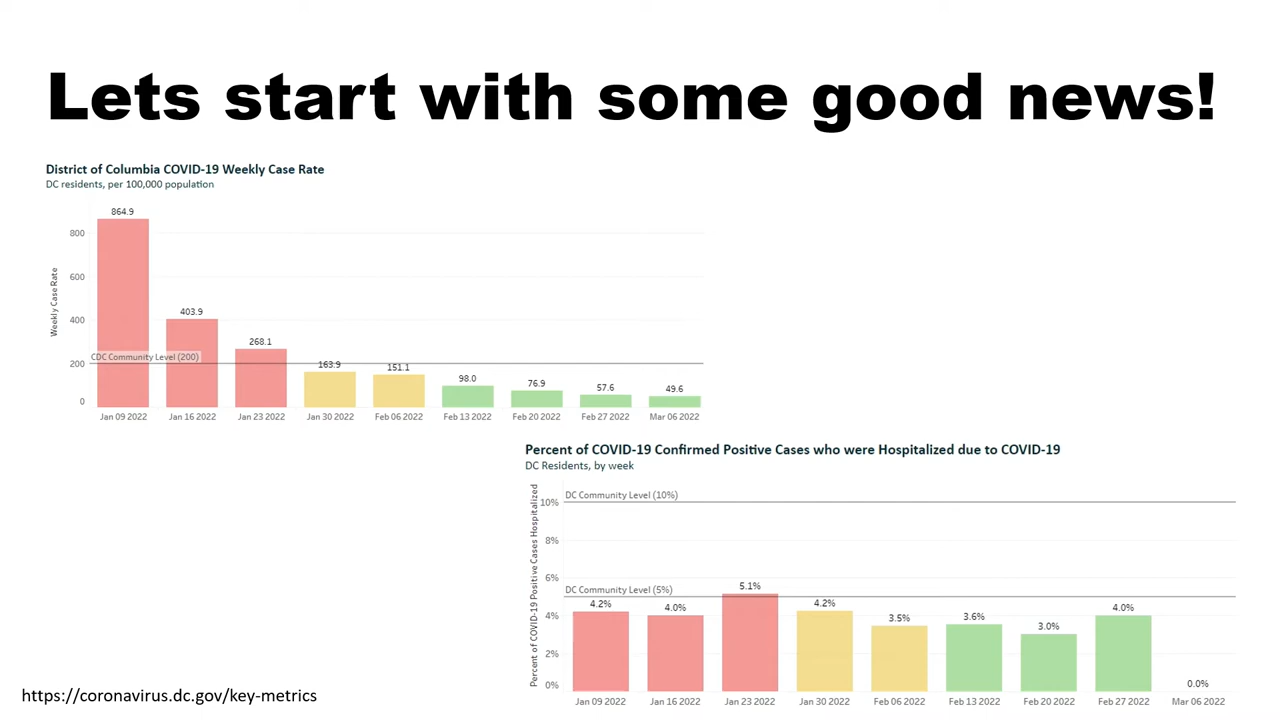 Lets start with some good news!
District of Columbia COVID-19 Weekly Case Rate
DC residents, per 100,000 population
Weekly Case Rate
800
600
400
200
0
CDC Community Level (200)
864.9
403.9
268.1
163.9
151.1
98.0
76.9
57.6
49.6
Jan 09 2022
Jan 16 2022
Jan 23 2022
Jan 30 2022
Feb 06 2022
Feb 13 2022
Feb 20 2022
Feb 27 2022
Mar 06 2022
Percent of COVID-19 Confirmed Positive Cases who were Hospitalized due to COVID-19
DC Residents, by week
Percent of COVID-19 Positive Cases Hospitalized
DC Community Level (10%)
10%
8%
6%
DC Community Level (5%)
4%
2%
0%
4.2%
4.0%
5.1%
4.2%
3.5%
3.6%
3.0%
4.0%
0.0%
Jan 09 2022
Jan 16 2022
Jan 23 2022
Jan 30 2022
Feb 06 2022
Feb 13 2022
Feb 20 2022
Feb 27 2022
Mar 06 2022
https://coronavirus.dc.gov/key-metrics